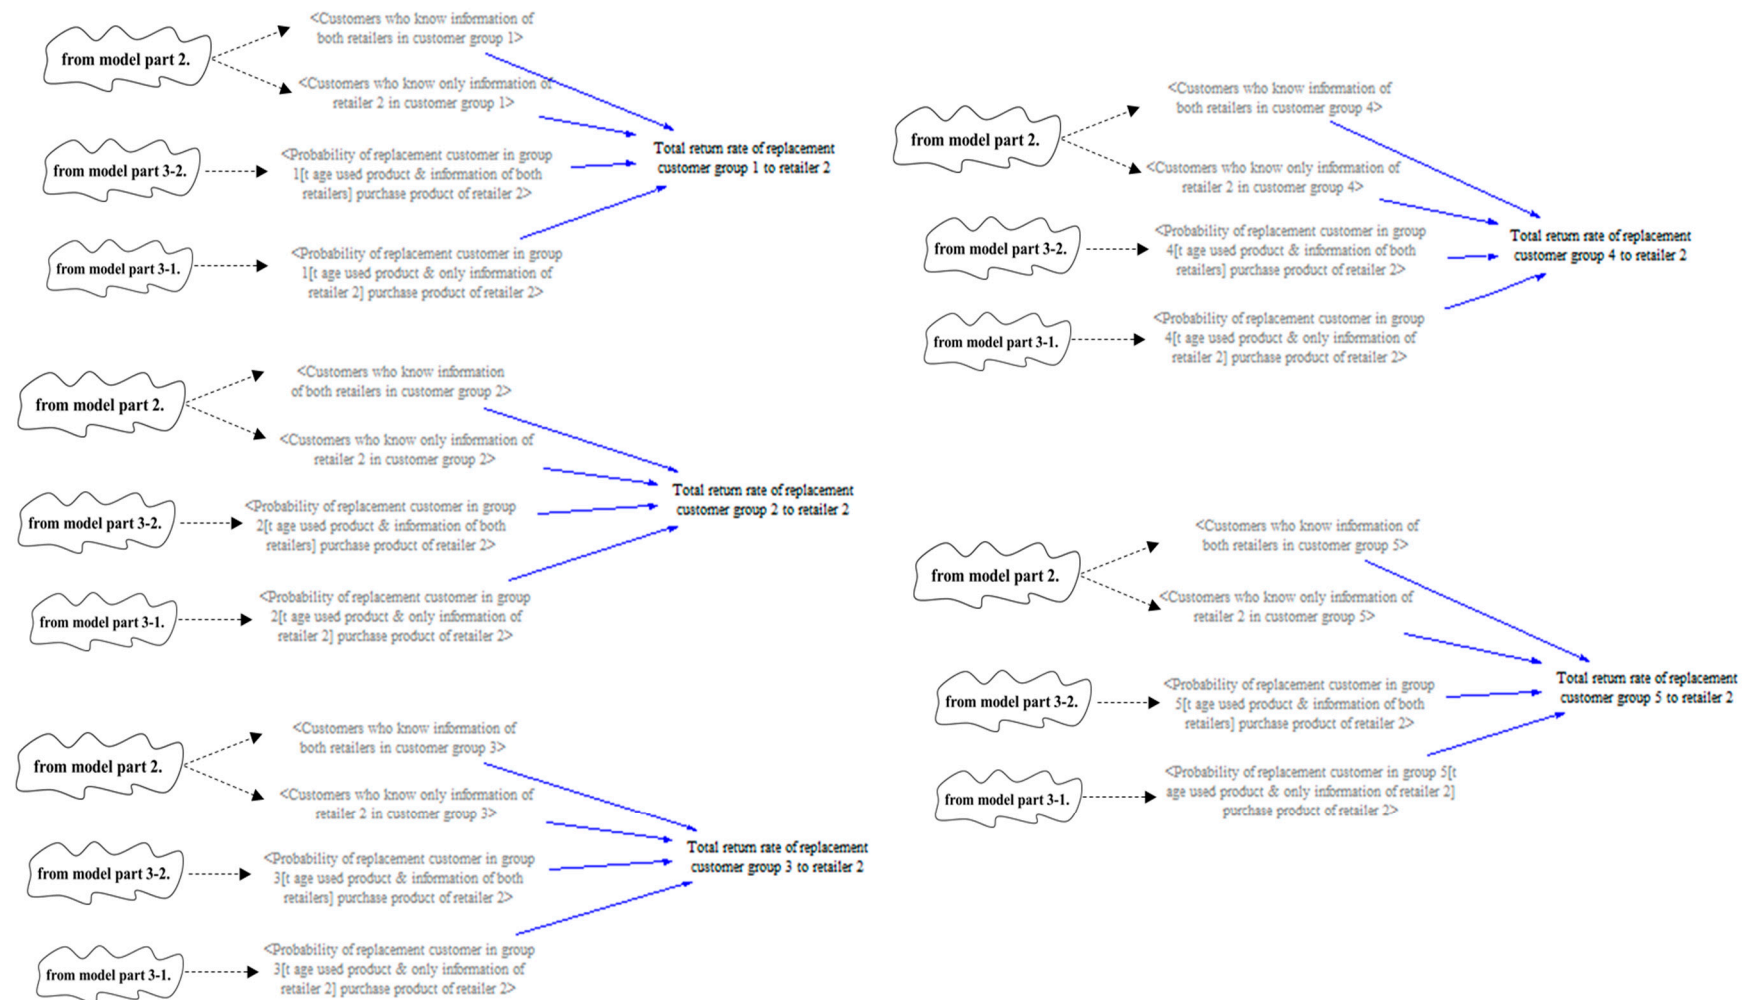 from model part 2.
<Customers who know information of
both retailers in customer group 1>
<Customers who know only information of
retailer 2 in customer group 1>
from model part 3-2.
<Probability of replacement customer in group
1[t age used product & information of both
retailers] purchase product of retailer 2>
from model part 3-1.
<Probability of replacement customer in group
1[t age used product & only information of
retailer 2] purchase product of retailer 2>
Total return rate of replacement
customer group 1 to retailer 2
from model part 2.
<Customers who know information
of both retailers in customer group 2>
<Customers who know only information of
retailer 2 in customer group 2>
from model part 3-2.
<Probability of replacement customer in group
2[t age used product & information of both
retailers] purchase product of retailer 2>
from model part 3-1.
<Probability of replacement customer in group
2[t age used product & only information of
retailer 2] purchase product of retailer 2>
Total return rate of replacement
customer group 2 to retailer 2
from model part 2.
<Customers who know information of
both retailers in customer group 3>
<Customers who know only information of
retailer 2 in customer group 3>
from model part 3-2.
<Probability of replacement customer in group
3[t age used product & information of both
retailers] purchase product of retailer 2>
from model part 3-1.
<Probability of replacement customer in group
3[t age used product & only information of
retailer 2] purchase product of retailer 2>
Total return rate of replacement
customer group 3 to retailer 2
from model part 2.
<Customers who know information of
both retailers in customer group 4>
<Customers who know only information of
retailer 2 in customer group 4>
from model part 3-2.
<Probability of replacement customer in group
4[t age used product & information of both
retailers] purchase product of retailer 2>
from model part 3-1.
<Probability of replacement customer in group
4[t age used product & only information of
retailer 2] purchase product of retailer 2>
Total return rate of replacement
customer group 4 to retailer 2
from model part 2.
<Customers who know information of
both retailers in customer group 5>
<Customers who know only information of
retailer 2 in customer group 5>
from model part 3-2.
<Probability of replacement customer in group
5[t age used product & information of both
retailers] purchase product of retailer 2>
from model part 3-1.
<Probability of replacement customer in group 5[t
age used product & only information of retailer 2]
purchase product of retailer 2>
Total return rate of replacement
customer group 5 to retailer 2